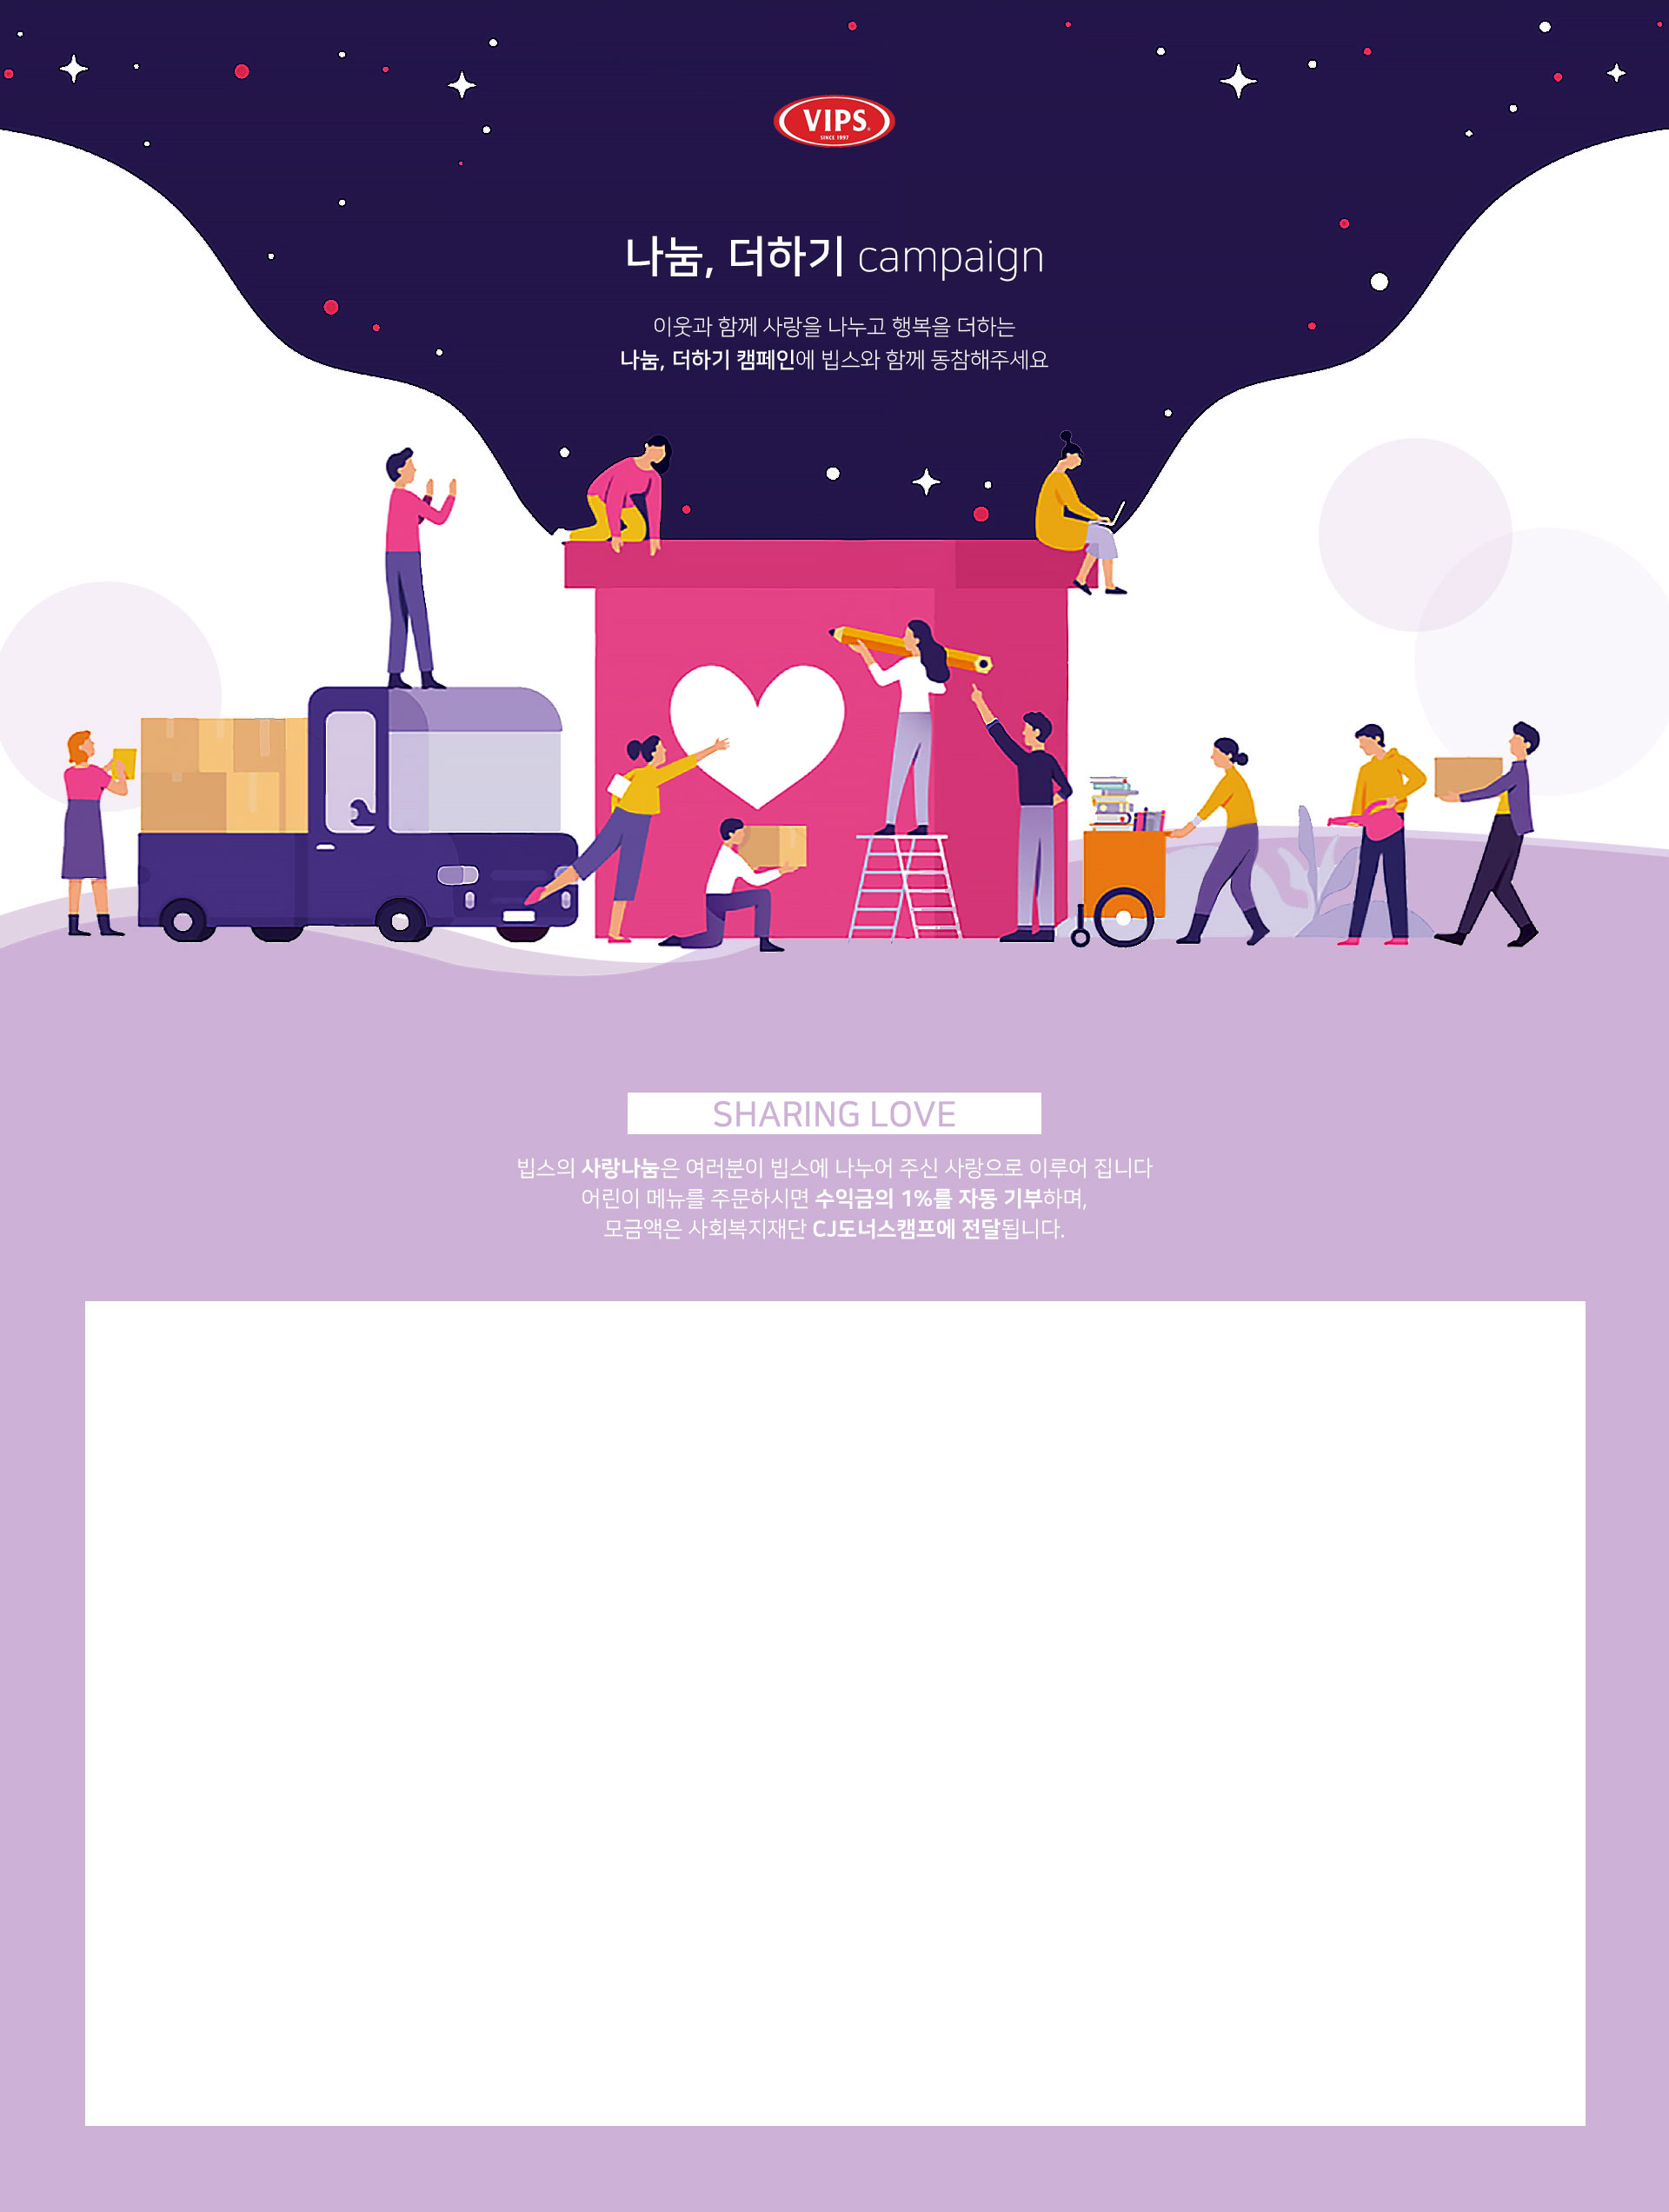 VIPS
SINCE 1997
나눔, 더하기 campaign
이웃과 함께 사랑을 나누고 행복을 더하는
나눔, 더하기 캠페인에 빕스와 함께 동참해주세요
SHARING LOVE
빕스의 사랑나눔은 여러분이 빕스에 나누어 주신 사랑으로 이루어 집니다
어린이 메뉴를 주문하시면 수익금의 1%를 자동 기부하며,
모금액은 사회복지재단 CJ도너스캠프에 전달됩니다.